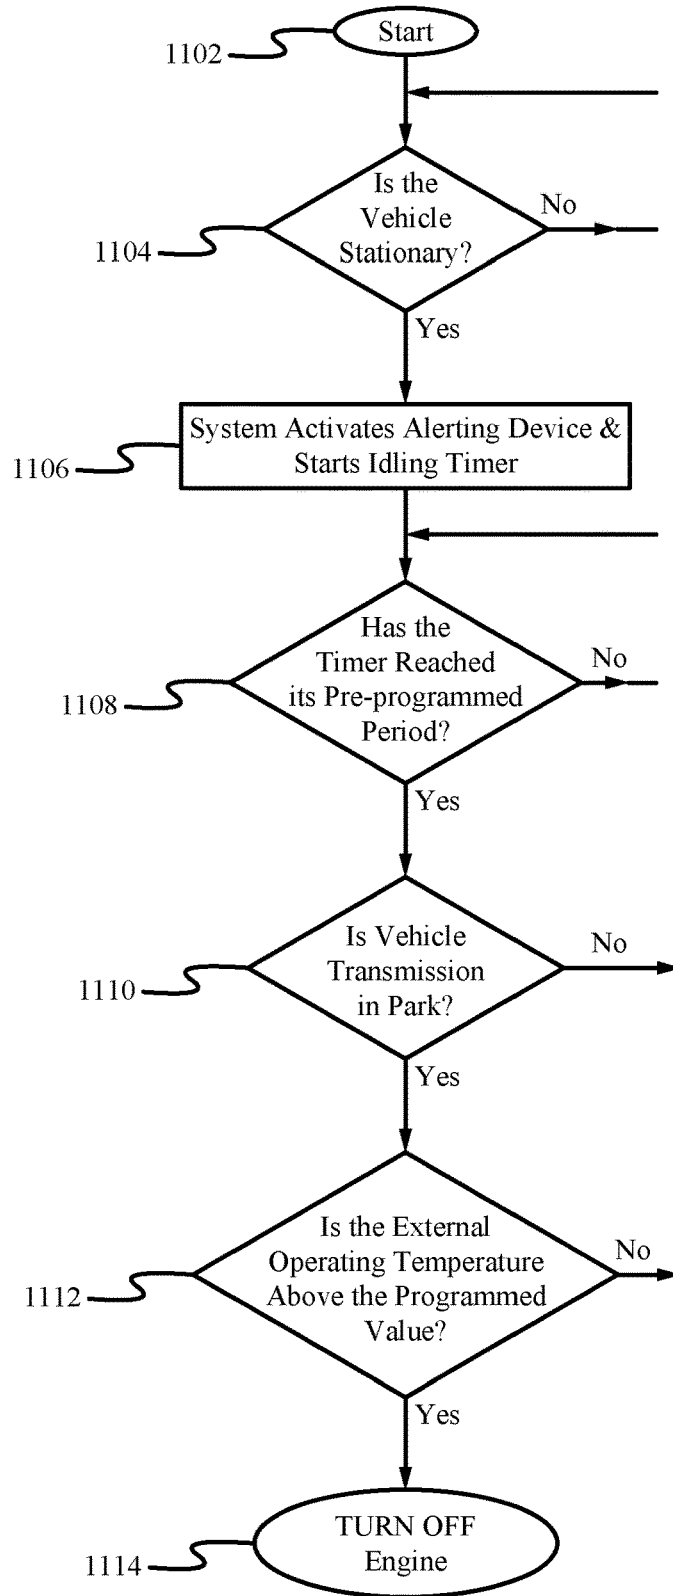 Start
1102
Is the
Vehicle
Stationary?
No
1104
Yes
System Activates Alerting Device &
Starts Idling Timer
1106
Has the
Timer Reached
its Pre-programmed
Period?
No
1108
Yes
Is Vehicle
Transmission
in Park?
No
1110
Yes
Is the External
Operating Temperature
Above the Programmed
Value?
No
1112
Yes
TURN OFF
Engine
1114